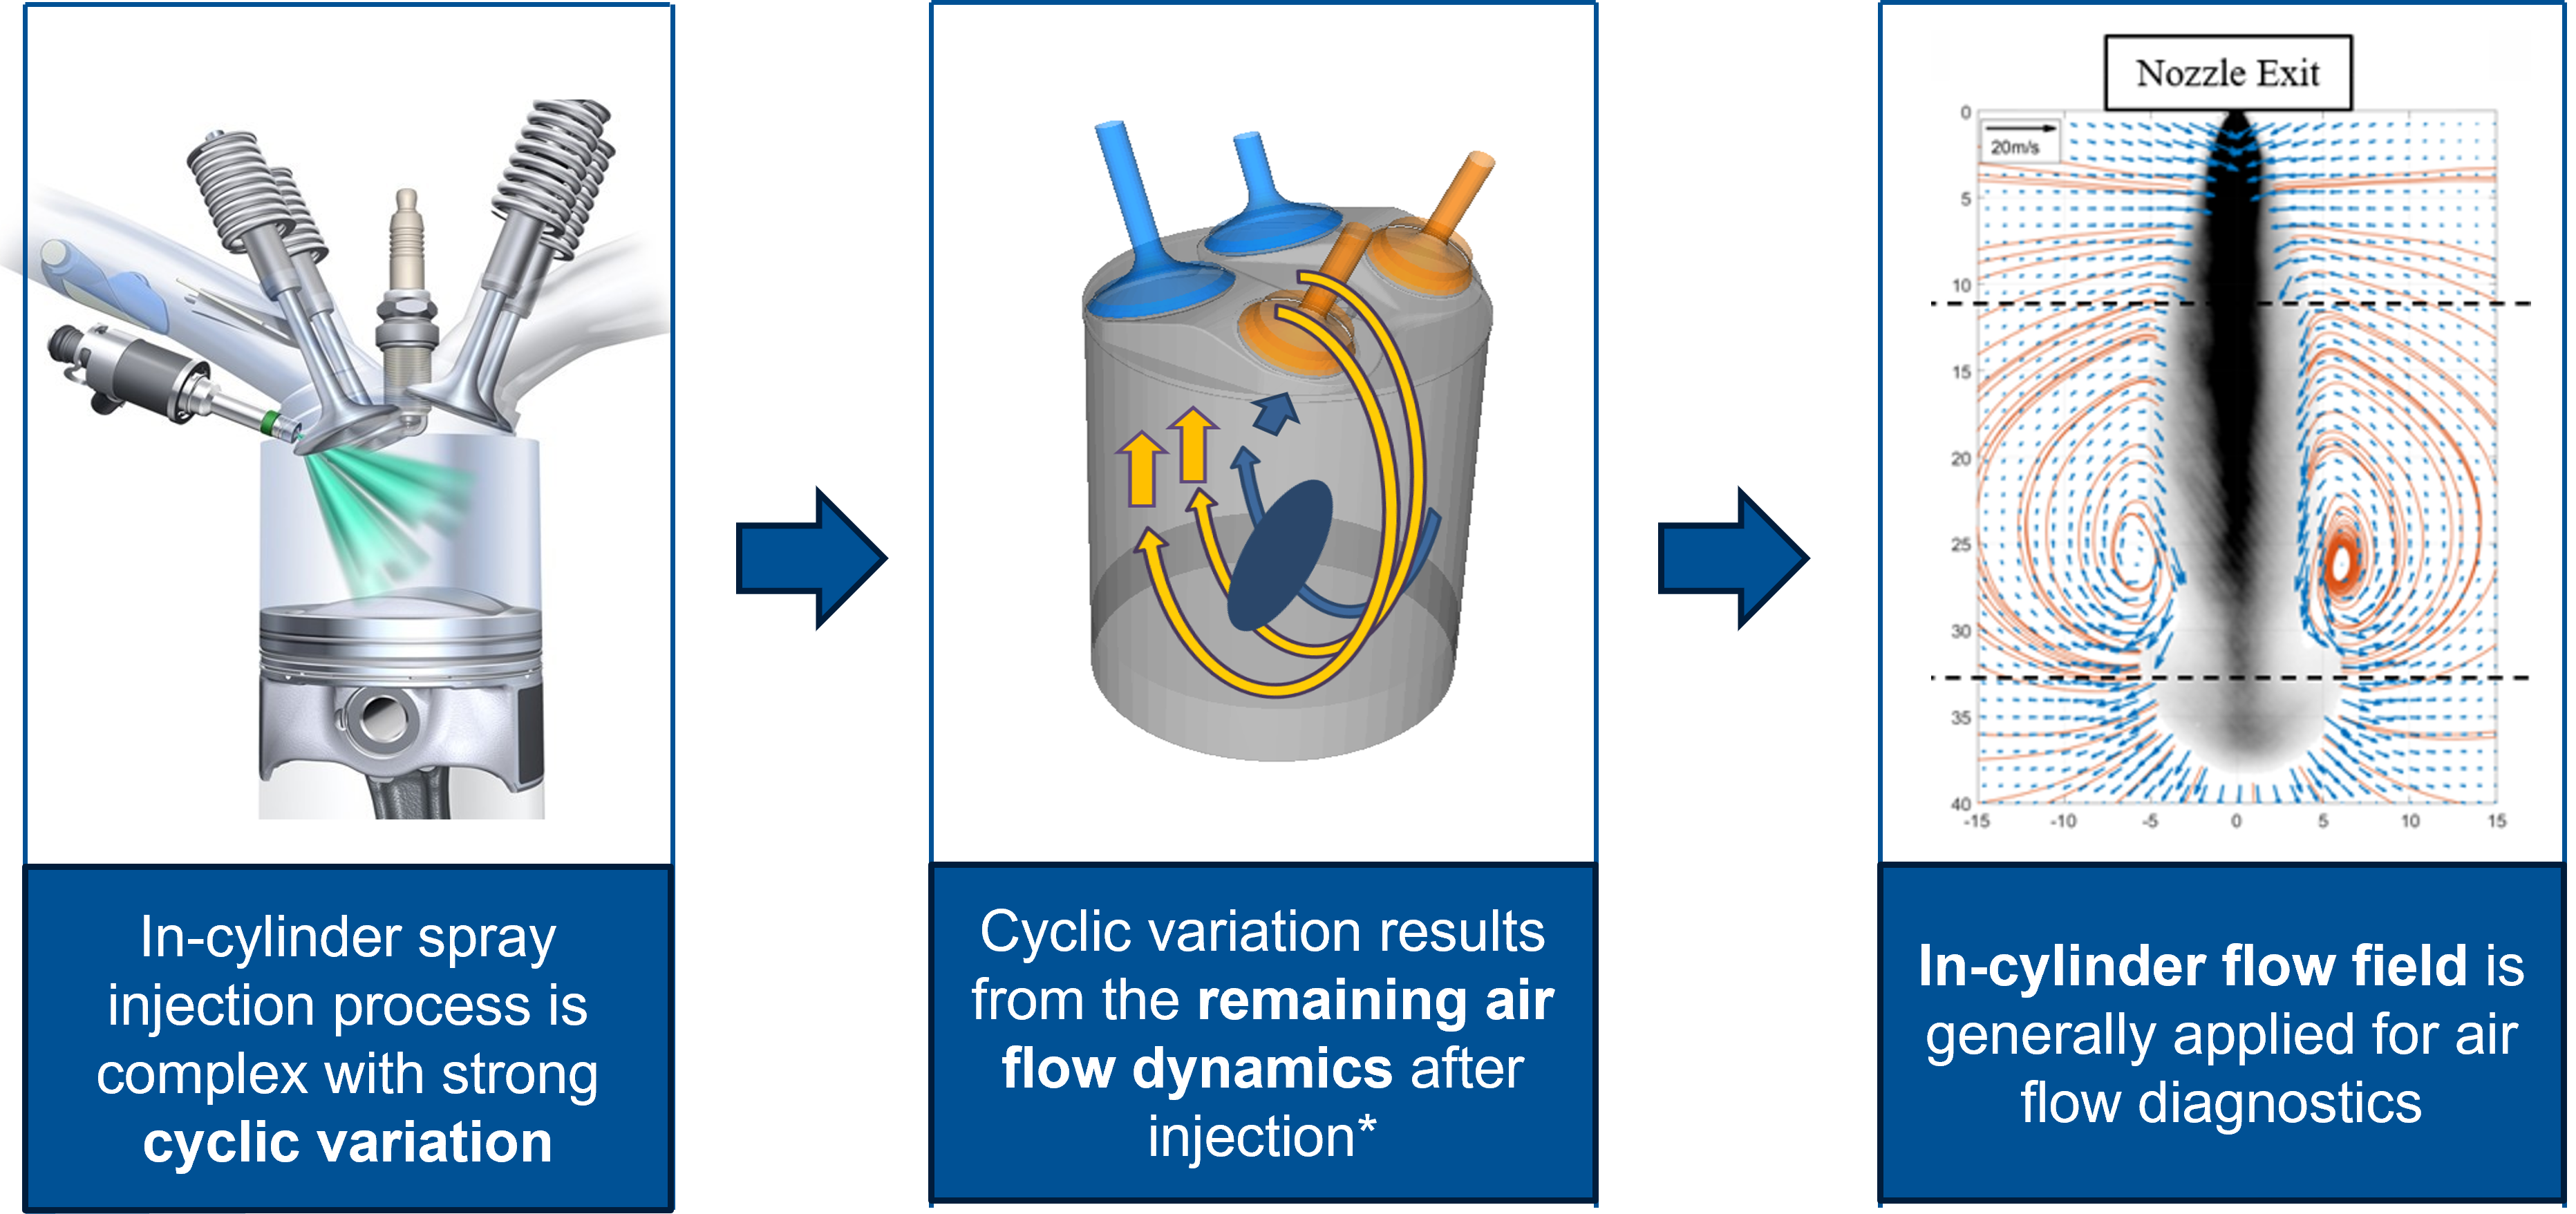 In-cylinder spray
injection process is
complex with strong
cyclic variation
Cyclic variation results
from the remaining air
flow dynamics after
injection*
Nozzle Exit
20m/s
0
5
10
15
20
25
30
35
40
-15
-10
-5
0
5
10
15
In-cylinder flow field is
generally applied for air
flow diagnostics